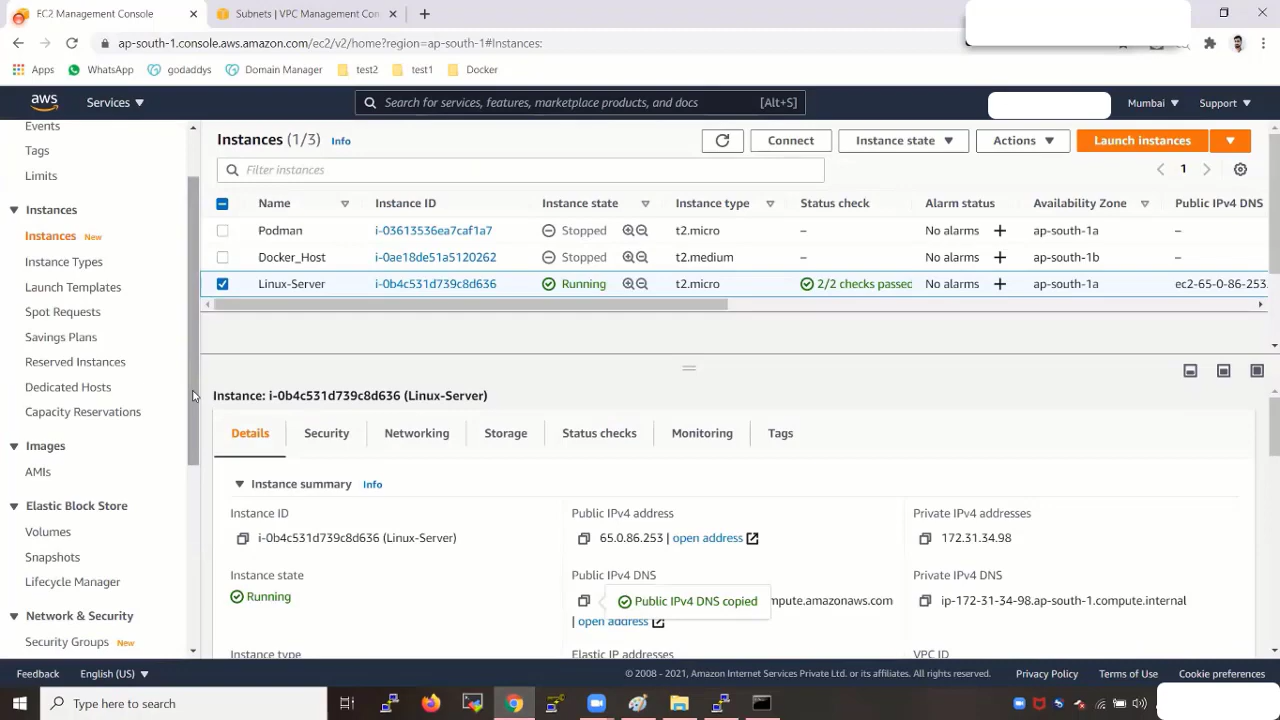 EC2 Management Console
Subnets | VPC Management Con
ap-south-1.console.aws.amazon.com/ec2/v2/home?region=ap-south-1#Instances:
Apps WhatsApp godaddys Domain Manager test2 test1 Docker
aws Services Search for services, features, marketplace products, and docs [Alt+S] Mumbai Support
Events
Tags
Limits
Instances
Instances New
Instance Types
Launch Templates
Spot Requests
Savings Plans
Reserved Instances
Dedicated Hosts
Capacity Reservations
Images
AMIs
Elastic Block Store
Volumes
Snapshots
Lifecycle Manager
Network & Security
Security Groups New
Instances (1/3) Info Connect Instance state Actions Launch instances
Filter instances 1
Name Instance ID Instance state Instance type Status check Alarm status Availability Zone Public IPv4 DNS
Podman i-03613536ea7caf1a7 Stopped t2.micro – No alarms + ap-south-1a –
Docker_Host i-0ae18de51a5120262 Stopped t2.medium – No alarms + ap-south-1b –
Linux-Server i-0b4c531d739c8d636 Running t2.micro 2/2 checks passed No alarms + ap-south-1a ec2-65-0-86-253.
Instance: i-0b4c531d739c8d636 (Linux-Server)
Details Security Networking Storage Status checks Monitoring Tags
Instance summary Info
Instance ID
i-0b4c531d739c8d636 (Linux-Server)
Public IPv4 address
65.0.86.253 | open address
Private IPv4 addresses
172.31.34.98
Instance state
Running
Public IPv4 DNS
Public IPv4 DNS copied
mpute.amazonaws.com
| open address
Private IPv4 DNS
ip-172-31-34-98.ap-south-1.compute.internal
Instance type
Elastic IP addresses
VPC ID
Feedback English (US) © 2008 - 2021, Amazon Internet Services Private Ltd. or its affiliates. All rights reserved. Privacy Policy Terms of Use Cookie preferences
Type here to search